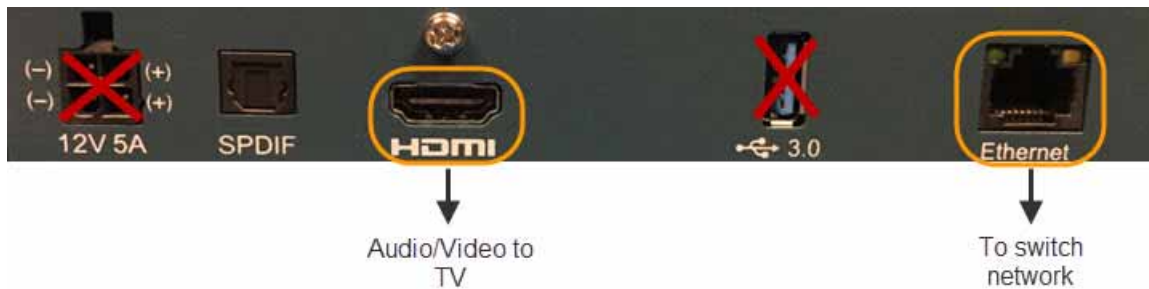 (-) (+)
(-) (+)
12V 5A
SPDIF
HDMI
3.0
Ethernet
Audio/Video to
TV
To switch
network